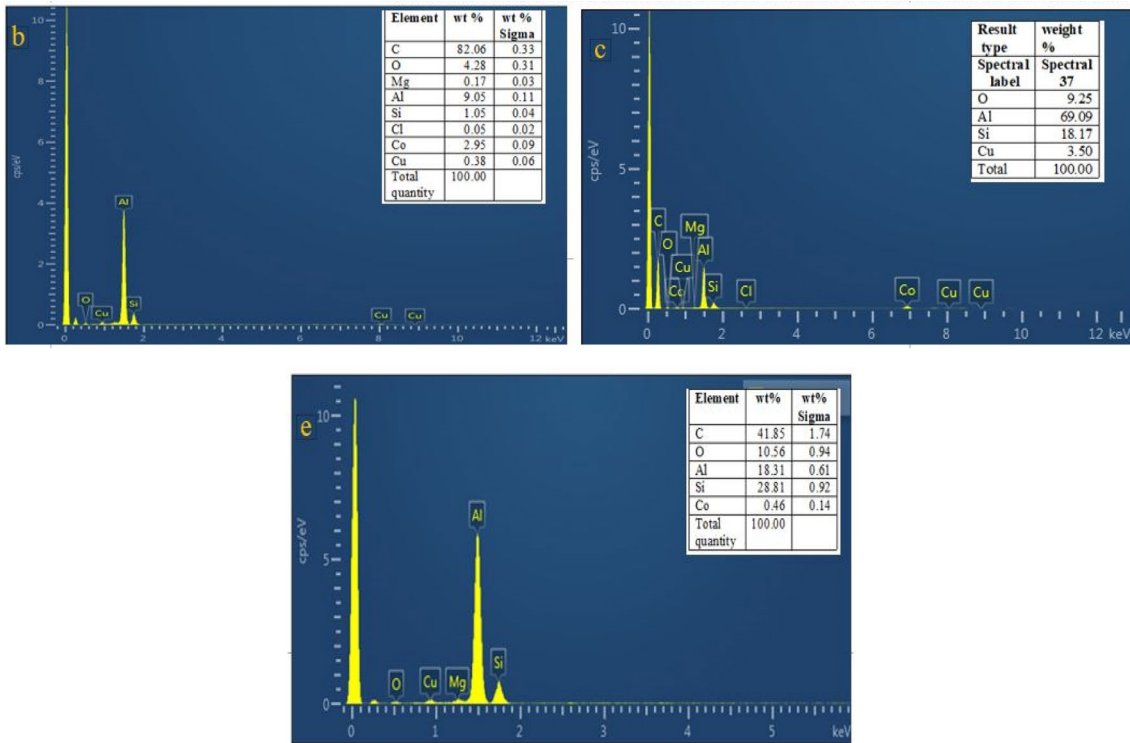 b
10
8
6
4
2
0
cps/eV
Al
O
Cu
Si
Cu
Cu
0 2 4 6 8 10 12 keV
Element wt % wt % Sigma
C 82.06 0.33
O 4.28 0.31
Mg 0.17 0.03
Al 9.05 0.11
Si 1.05 0.04
Cl 0.05 0.02
Co 2.95 0.09
Cu 0.38 0.06
Total quantity 100.00
c
10
5
0
cps/eV
C
O
Mg
Cu
Al
Co
Si
Cl
Co
Cu
Cu
0 2 4 6 8 10 12 keV
Result type weight %
Spectral label Spectral 37
O 9.25
Al 69.09
Si 18.17
Cu 3.50
Total 100.00
e
10
5
0
cps/eV
Al
O
Cu
Mg
Si
0 1 2 3 4 5 keV
Element wt% wt% Sigma
C 41.85 1.74
O 10.56 0.94
Al 18.31 0.61
Si 28.81 0.92
Co 0.46 0.14
Total quantity 100.00